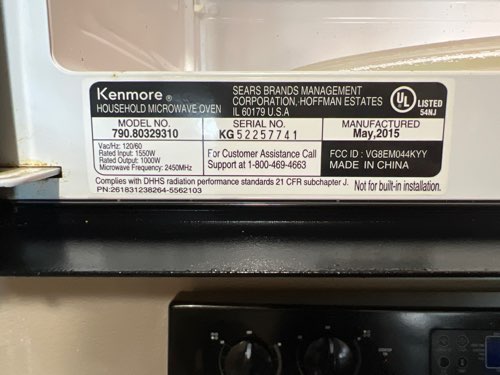 Kenmore ®
HOUSEHOLD MICROWAVE OVEN
SEARS BRANDS MANAGEMENT
CORPORATION, HOFFMAN ESTATES
IL 60179 U.S.A
UL LISTED
54NJ
MODEL NO.
790.80329310
SERIAL NO.
KG52257741
MANUFACTURED
May,2015
Vac/Hz: 120/60
Rated Input: 1550W
Rated Output: 1000W
Microwave Frequency: 2450MHz
For Customer Assistance Call
Support at 1-800-469-4663
FCC ID : VG8EM044KYY
MADE IN CHINA
Complies with DHHS radiation performance standards 21 CFR subchapter J.
Not for built-in installation.
PN:261831238264-5562103